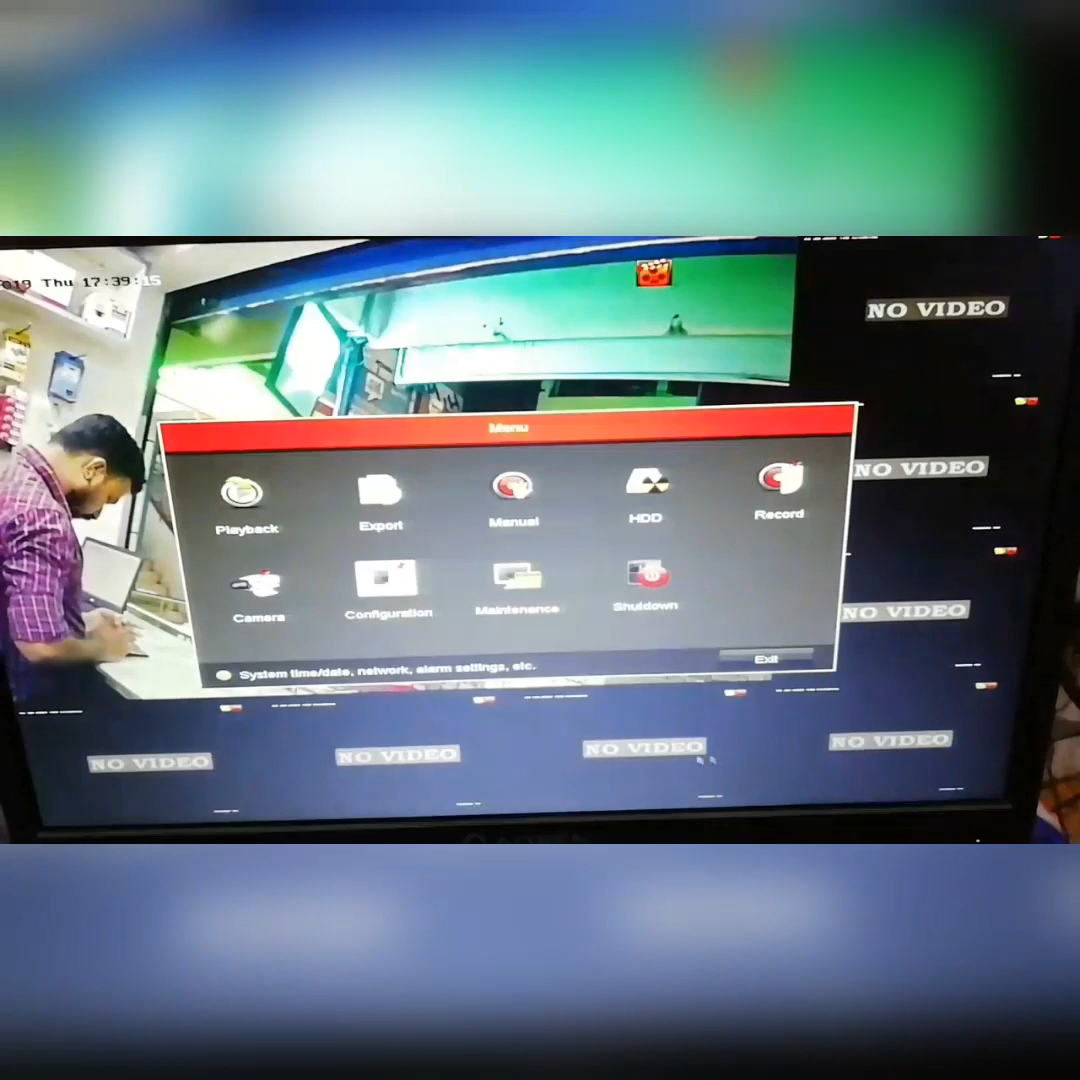 019 Thu 17:39:15
NO VIDEO
NO VIDEO
NO VIDEO
Menu
Playback
Export
Manual
HDD
Record
Camera
Configuration
Maintenance
Shutdown
System time/date, network, alarm settings, etc.
Exit
NO VIDEO
NO VIDEO
NO VIDEO
NO VIDEO